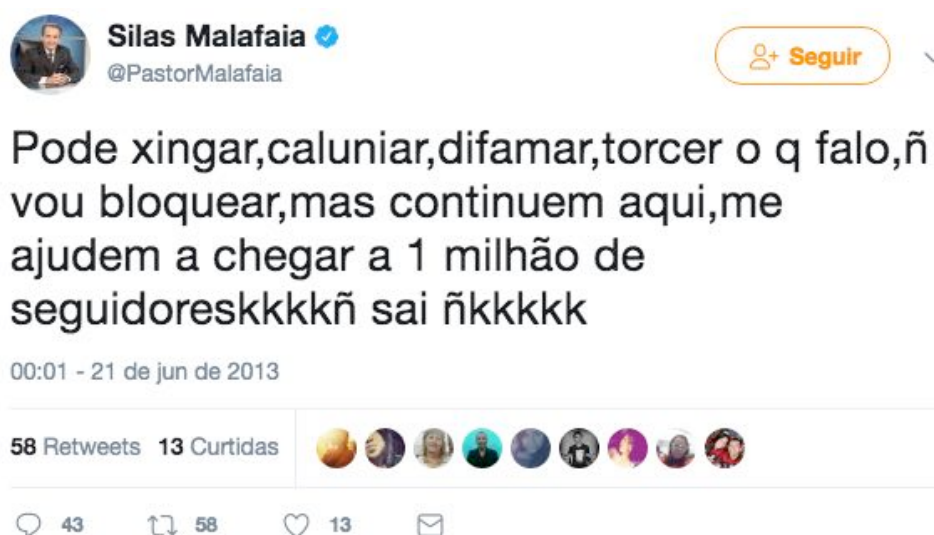 Silas Malafaia
@PastorMalafaia
Seguir
Pode xingar,caluniar,difamar,torcer o q falo,ñ
vou bloquear,mas continuem aqui,me
ajudem a chegar a 1 milhão de
seguidoreskkkkñ sai ñkkkkk
00:01 - 21 de jun de 2013
58 Retweets 13 Curtidas
43 58 13